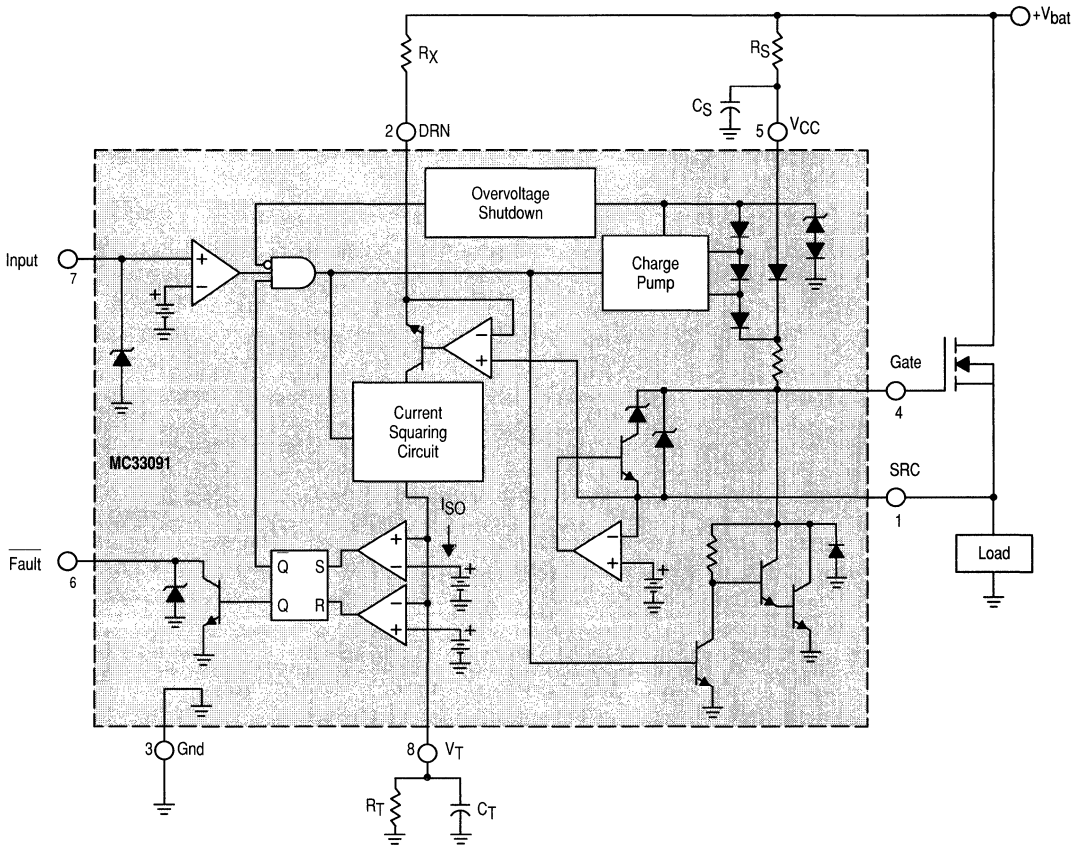 +Vbat
RX
RS
CS
2 DRN
5 VCC
Overvoltage
Shutdown
Input
7
+
−
+
Charge
Pump
−
+
Gate
4
Current
Squaring
Circuit
MC33091
SRC
1
ISO
Fault
6
+
−
+
Q S
Q R
−
+
+
−
+
+
Load
3 Gnd
8 VT
RT
CT